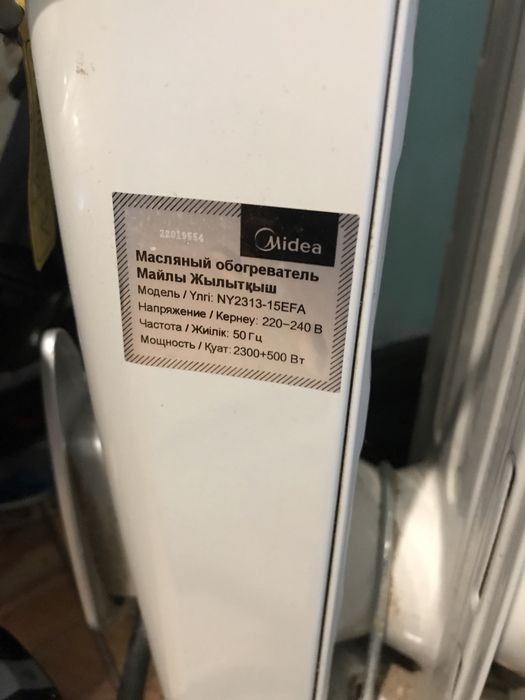 22019554
Midea
Масляный обогреватель
Майлы Жылытқыш
Модель / Үлгі: NY2313-15EFA
Напряжение / Кернеу: 220~240 В
Частота / Жиілік: 50 Гц
Мощность / Қуат: 2300+500 Вт